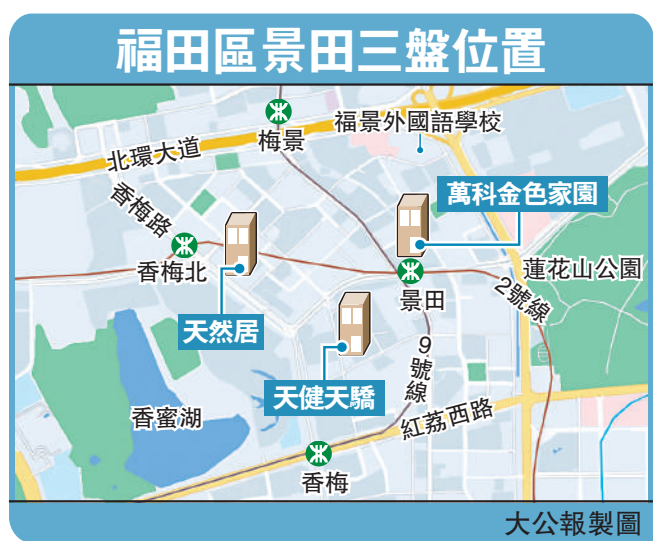 福田區景田三盤位置
北環大道
梅景
福景外國語學校
香梅路
萬科金色家園
香梅北
景田
蓮花山公園
2號線
天然居
9號線
天健天驕
香蜜湖
紅荔西路
香梅
大公報製圖